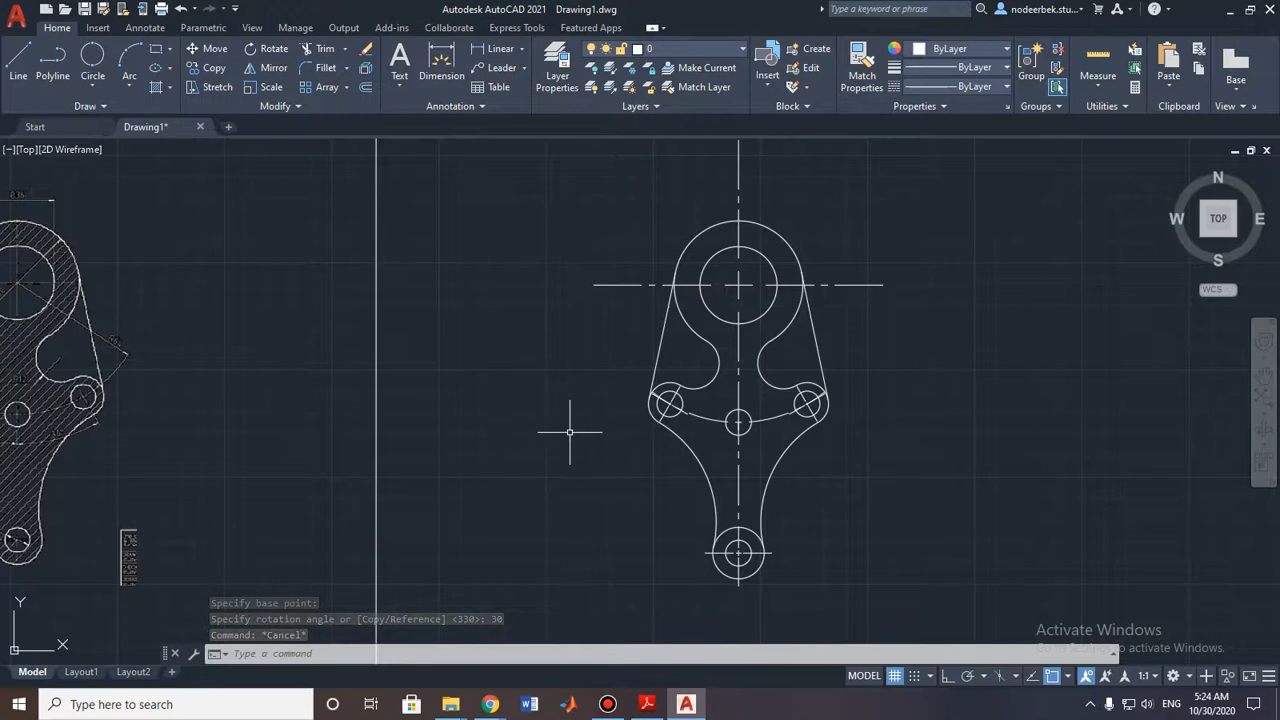 Autodesk AutoCAD 2021 Drawing1.dwg
Type a keyword or phrase
nodeerbek.stu...
Home Insert Annotate Parametric View Manage Output Add-ins Collaborate Express Tools Featured Apps
Line Polyline Circle Arc
Move Rotate Trim
Copy Mirror Fillet
Stretch Scale Array
Text Dimension
Linear
Leader
Table
Layer Properties
0
Make Current
Match Layer
Insert
Create
Edit
Match Properties
ByLayer
ByLayer
ByLayer
Group
Measure
Paste
Base
Draw Modify Annotation Layers Block Properties Groups Utilities Clipboard View
Start Drawing1*
[−][Top][2D Wireframe]
N
W TOP E
S
WCS
Y
X
Specify base point:
Specify rotation angle or [Copy/Reference] <330>: 30
Command: *Cancel*
Type a command
Activate Windows
Go to Settings to activate Windows.
Model Layout1 Layout2
MODEL
1:1
Type here to search
5:24 AM
10/30/2020